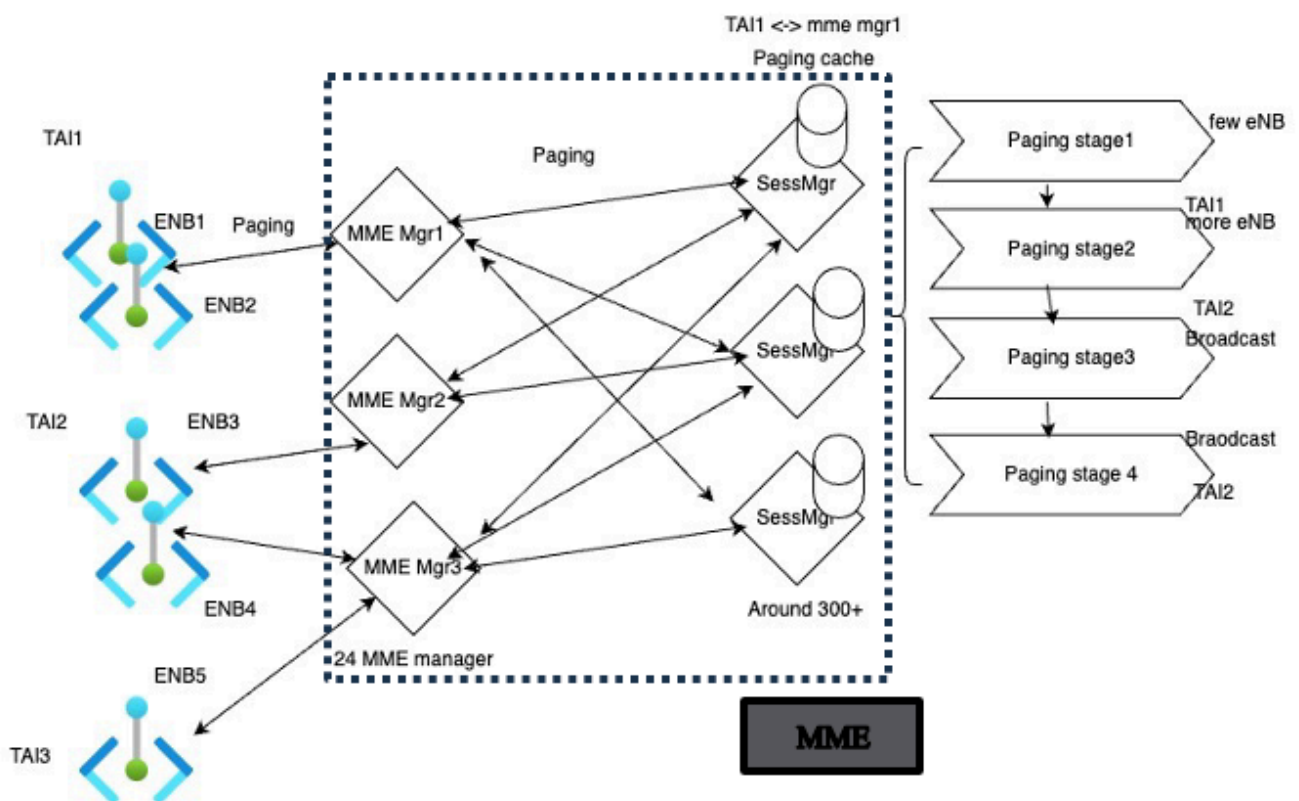 TAI1 <-> mme mgr1
Paging cache
TAI1
ENB1
Paging
ENB2
MME Mgr1
Paging
SessMgr
TAI2
ENB3
ENB4
MME Mgr2
SessMgr
TAI3
ENB5
MME Mgr3
SessMgr
24 MME manager
Around 300+
MME
Paging stage1
few eNB
TAI1
more eNB
Paging stage2
TAI2
Broadcast
Paging stage3
Braodcast
Paging stage 4
TAI2